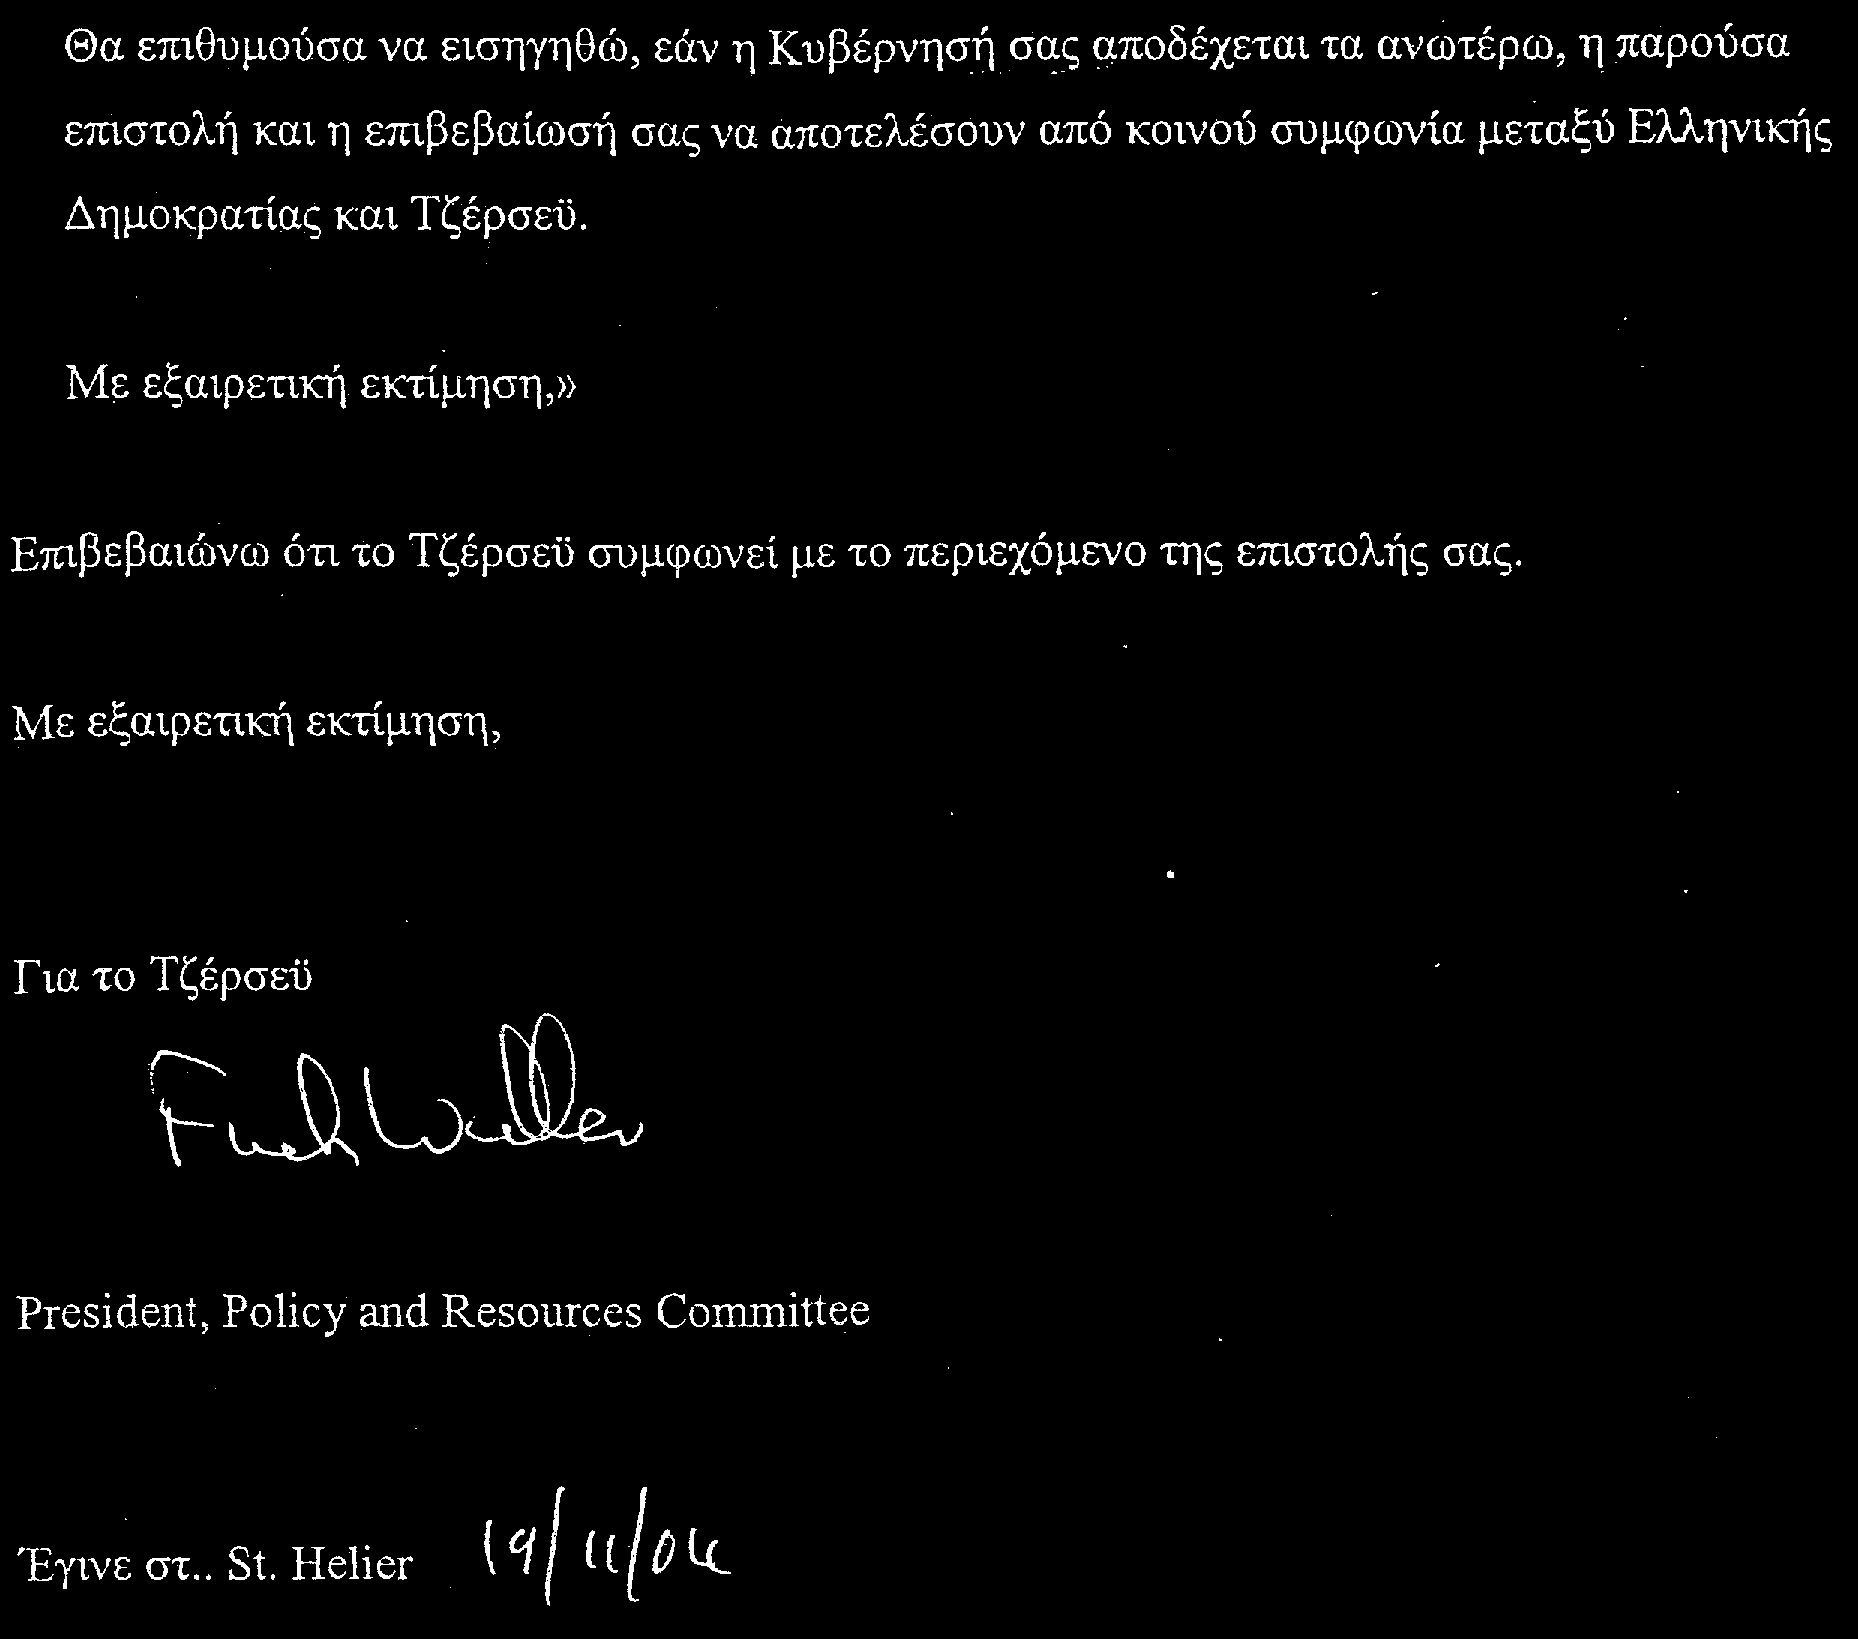 Θα επιθυμούσα να εισηγηθώ, εάν η Κυβέρνησή σας αποδέχεται τα ανωτέρω, η παρούσα
επιστολή και η επιβεβαίωσή σας να αποτελέσουν από κοινού συμφωνία μεταξύ Ελληνικής
Δημοκρατίας και Τζέρσεϋ.
Με εξαιρετική εκτίμηση,»
Επιβεβαιώνω ότι το Τζέρσεϋ συμφωνεί με το περιεχόμενο της επιστολής σας.
Με εξαιρετική εκτίμηση,
Για το Τζέρσεϋ
President, Policy and Resources Committee
Έγινε στ.. St. Helier 19/11/04